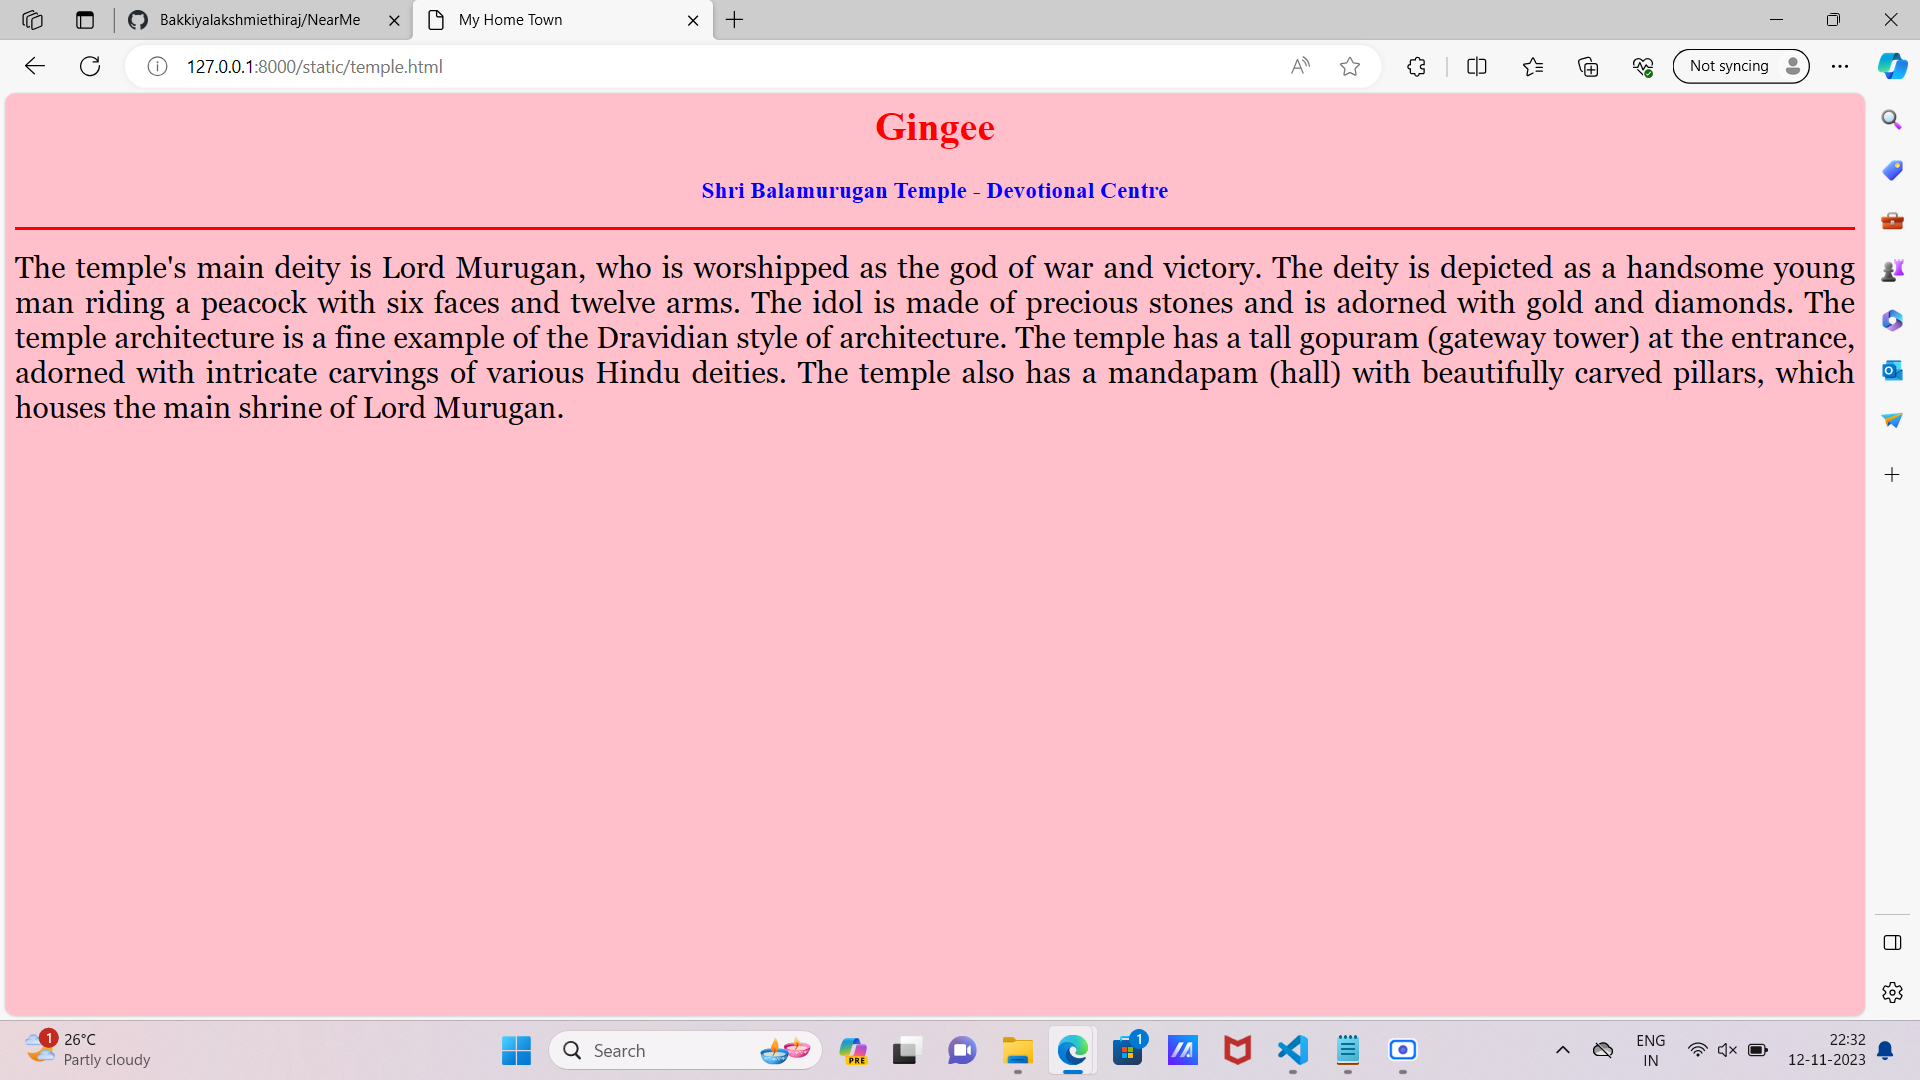 Bakkiyalakshmiethiraj/NearMe
My Home Town
127.0.0.1:8000/static/temple.html
Not syncing
Gingee
Shri Balamurugan Temple - Devotional Centre
The temple's main deity is Lord Murugan, who is worshipped as the god of war and victory. The deity is depicted as a handsome young
man riding a peacock with six faces and twelve arms. The idol is made of precious stones and is adorned with gold and diamonds. The
temple architecture is a fine example of the Dravidian style of architecture. The temple has a tall gopuram (gateway tower) at the entrance,
adorned with intricate carvings of various Hindu deities. The temple also has a mandapam (hall) with beautifully carved pillars, which
houses the main shrine of Lord Murugan.
1
26°C
Partly cloudy
Search
PRE
1
ENG
IN
22:32
12-11-2023